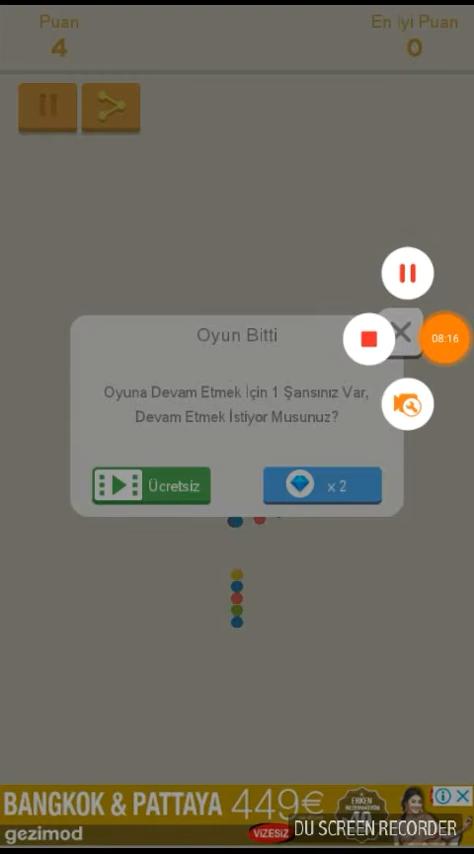 Puan
En İyi Puan
4
0
08:16
Oyun Bitti
Oyuna Devam Etmek İçin 1 Şansınız Var,
Devam Etmek İstiyor Musunuz?
Ücretsiz
x 2
BANGKOK & PATTAYA 449€
gezimod
VİZESİZ
DU SCREEN RECORDER